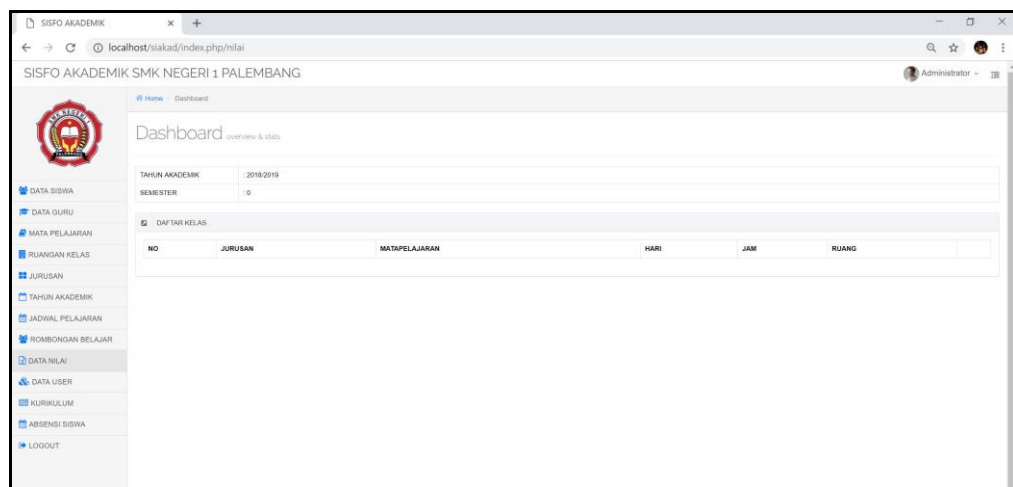 SISFO AKADEMIK
localhost/siakad/index.php/nilai
SISFO AKADEMIK SMK NEGERI 1 PALEMBANG
Administrator
Home / Dashboard
Dashboard overview & stats
TAHUN AKADEMIK : 2018/2019
SEMESTER : 0
DAFTAR KELAS
NO JURUSAN MATAPELAJARAN HARI JAM RUANG
DATA SISWA
DATA GURU
MATA PELAJARAN
RUANGAN KELAS
JURUSAN
TAHUN AKADEMIK
JADWAL PELAJARAN
ROMBONGAN BELAJAR
DATA NILAI
DATA USER
KURIKULUM
ABSENSI SISWA
LOGOUT